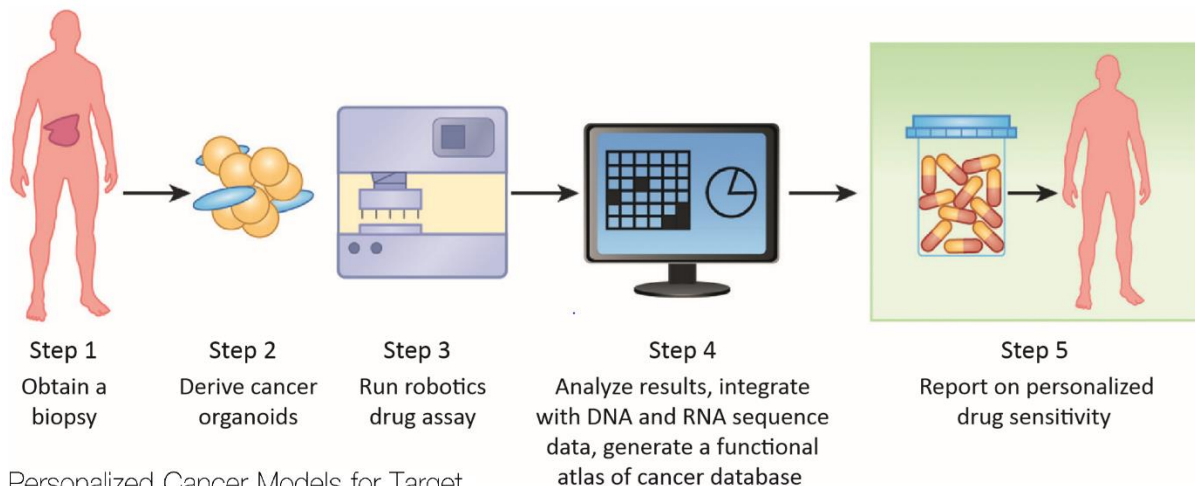 Step 1
Obtain a
biopsy
Step 2
Derive cancer
organoids
Step 3
Run robotics
drug assay
Step 4
Analyze results, integrate
with DNA and RNA sequence
data, generate a functional
atlas of cancer database
Step 5
Report on personalized
drug sensitivity
Personalized Cancer Models for Target